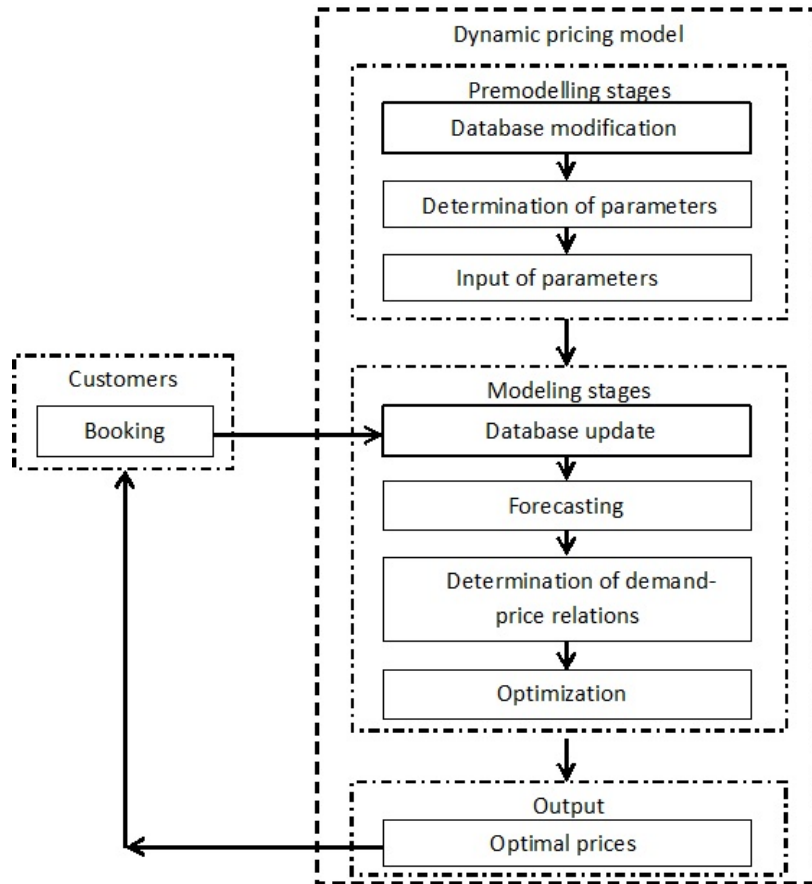 Dynamic pricing model
Premodelling stages
Database modification
Determination of parameters
Input of parameters
Customers
Booking
Modeling stages
Database update
Forecasting
Determination of demand-
price relations
Optimization
Output
Optimal prices